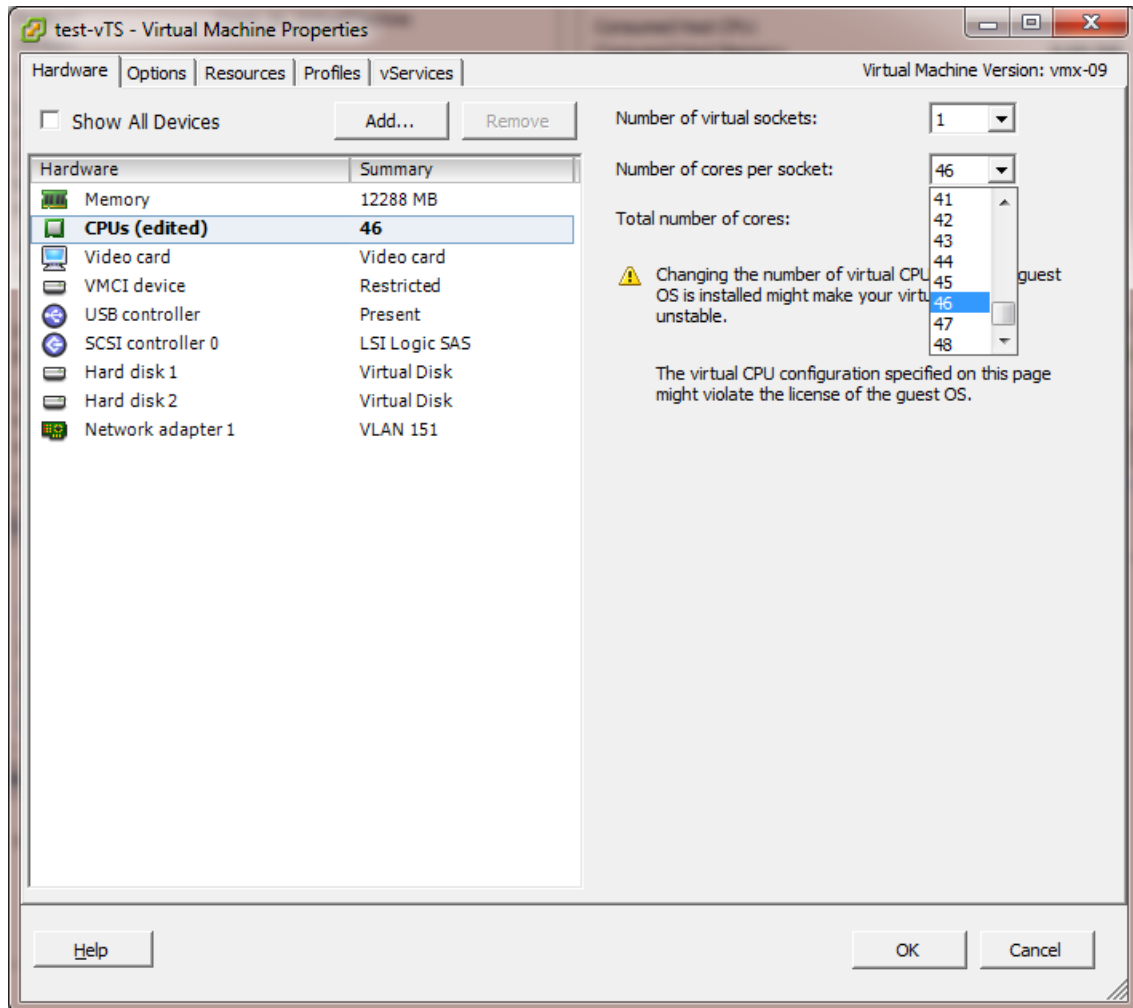 test-vTS - Virtual Machine Properties
Hardware Options Resources Profiles vServices
Virtual Machine Version: vmx-09
Show All Devices
Add...
Remove
Hardware Summary
Memory 12288 MB
CPUs (edited) 46
Video card Video card
VMCI device Restricted
USB controller Present
SCSI controller 0 LSI Logic SAS
Hard disk 1 Virtual Disk
Hard disk 2 Virtual Disk
Network adapter 1 VLAN 151
Number of virtual sockets: 1
Number of cores per socket: 46
41
42
43
44
45
46
47
48
Total number of cores:
Changing the number of virtual CPU guest
OS is installed might make your virtu
unstable.
The virtual CPU configuration specified on this page
might violate the license of the guest OS.
Help
OK
Cancel